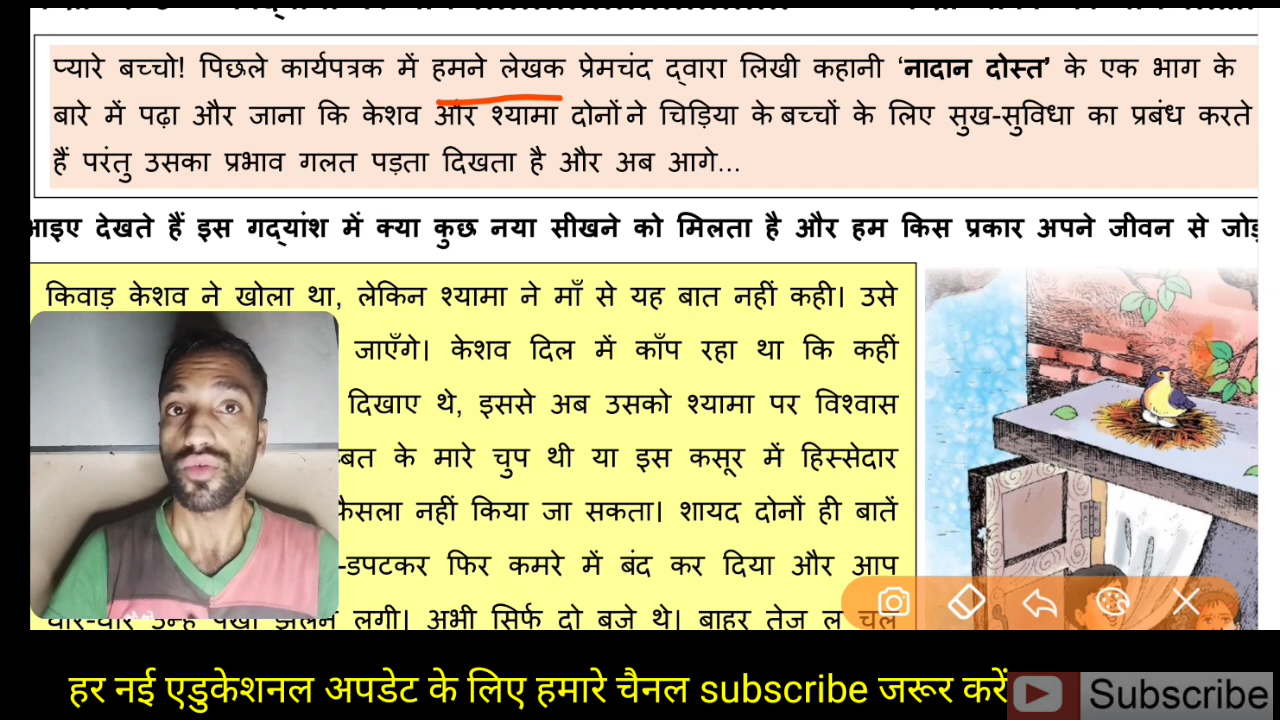 प्यारे बच्चो! पिछले कार्यपत्रक में हमने लेखक प्रेमचंद द्वारा लिखी कहानी ‘नादान दोस्त’ के एक भाग के
बारे में पढ़ा और जाना कि केशव और श्यामा दोनों ने चिड़िया के बच्चों के लिए सुख-सुविधा का प्रबंध करते
हैं परंतु उसका प्रभाव गलत पड़ता दिखता है और अब आगे...
आइए देखते हैं इस गद्यांश में क्या कुछ नया सीखने को मिलता है और हम किस प्रकार अपने जीवन से
किवाड़ केशव ने खोला था, लेकिन श्यामा ने माँ से यह बात नहीं कही। उसे
जाएँगे। केशव दिल में काँप रहा था कि कहीं
दिखाए थे, इससे अब उसको श्यामा पर विश्वास
के मारे चुप थी या इस कसूर में हिस्सेदार
फ़ैसला नहीं किया जा सकता। शायद दोनों ही बातें
-डपटकर फिर कमरे में बंद कर दिया और आप
लगी। अभी सिर्फ दो बजे थे। बाहर तेज लू चल
हर नई एडुकेशनल अपडेट के लिए हमारे चैनल subscribe जरूर करें
Subscribe